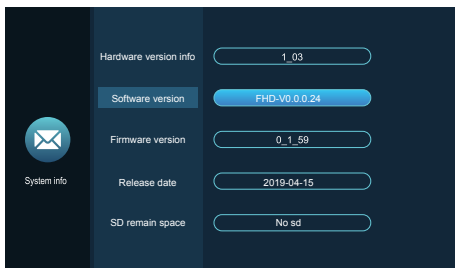 Hardware version info 1_03
Software version FHD-V0.0.0.24
Firmware version 0_1_59
System info
Release date 2019-04-15
SD remain space No sd